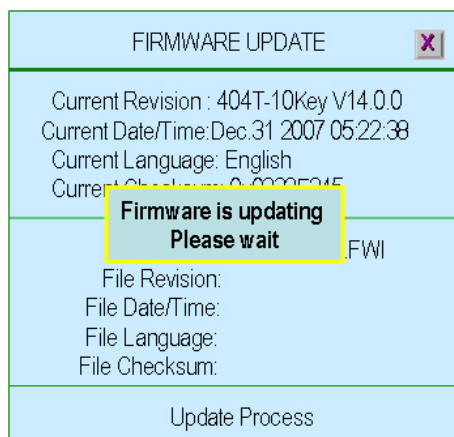 FIRMWARE UPDATE
X
Current Revision : 404T-10Key V14.0.0
Current Date/Time:Dec.31 2007 05:22:38
Current Language: English
Current
Firmware is updating
Please wait
.FWI
File Revision:
File Date/Time:
File Language:
File Checksum:
Update Process